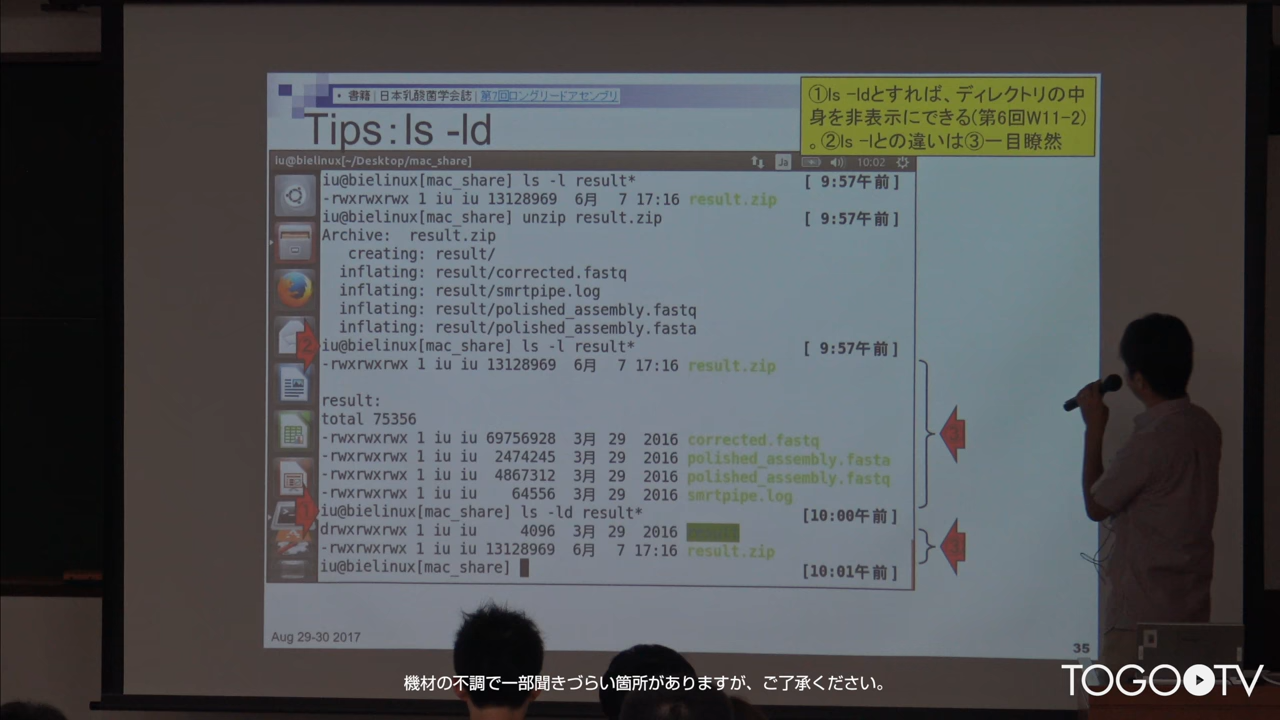 • 書籍 | 日本乳酸菌学会誌 | 第7回ロングリードアセンブリ
Tips：ls -ld
①ls -ldとすれば、ディレクトリの中
身を非表示にできる(第6回W11-2)
。②ls -lとの違いは③一目瞭然
iu@bielinux[~/Desktop/mac_share]
Ja
10:02
iu@bielinux[mac_share] ls -l result* [ 9:57午前]
-rwxrwxrwx 1 iu iu 13128969 6月 7 17:16 result.zip
iu@bielinux[mac_share] unzip result.zip [ 9:57午前]
Archive: result.zip
creating: result/
inflating: result/corrected.fastq
inflating: result/smrtpipe.log
inflating: result/polished_assembly.fastq
inflating: result/polished_assembly.fasta
② iu@bielinux[mac_share] ls -l result* [ 9:57午前]
-rwxrwxrwx 1 iu iu 13128969 6月 7 17:16 result.zip
result:
total 75356
-rwxrwxrwx 1 iu iu 69756928 3月 29 2016 corrected.fastq
-rwxrwxrwx 1 iu iu 2474245 3月 29 2016 polished_assembly.fasta
-rwxrwxrwx 1 iu iu 4867312 3月 29 2016 polished_assembly.fastq
-rwxrwxrwx 1 iu iu 64556 3月 29 2016 smrtpipe.log
③
① iu@bielinux[mac_share] ls -ld result* [10:00午前]
drwxrwxrwx 1 iu iu 4096 3月 29 2016
-rwxrwxrwx 1 iu iu 13128969 6月 7 17:16 result.zip
③
iu@bielinux[mac_share] [10:01午前]
Aug 29-30 2017
35
機材の不調で一部聞きづらい箇所がありますが、ご了承ください。
TOGO TV